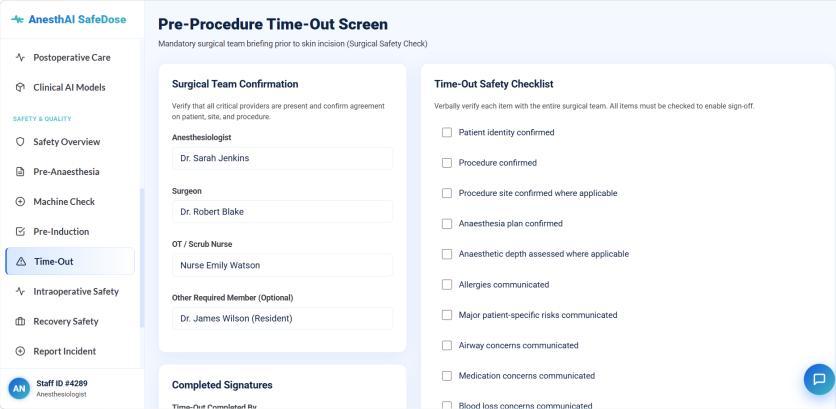 AnesthAI SafeDose
Postoperative Care
Clinical AI Models
SAFETY & QUALITY
Safety Overview
Pre-Anaesthesia
Machine Check
Pre-Induction
Time-Out
Intraoperative Safety
Recovery Safety
Report Incident
AN
Staff ID #4289
Anesthesiologist
Pre-Procedure Time-Out Screen
Mandatory surgical team briefing prior to skin incision (Surgical Safety Check)
Surgical Team Confirmation
Verify that all critical providers are present and confirm agreement
on patient, site, and procedure.
Anesthesiologist
Dr. Sarah Jenkins
Surgeon
Dr. Robert Blake
OT / Scrub Nurse
Nurse Emily Watson
Other Required Member (Optional)
Dr. James Wilson (Resident)
Completed Signatures
Time-Out Completed By
Time-Out Safety Checklist
Verbally verify each item with the entire surgical team. All items must be checked to enable sign-off.
Patient identity confirmed
Procedure confirmed
Procedure site confirmed where applicable
Anaesthesia plan confirmed
Anaesthetic depth assessed where applicable
Allergies communicated
Major patient-specific risks communicated
Airway concerns communicated
Medication concerns communicated
Blood loss concerns communicated